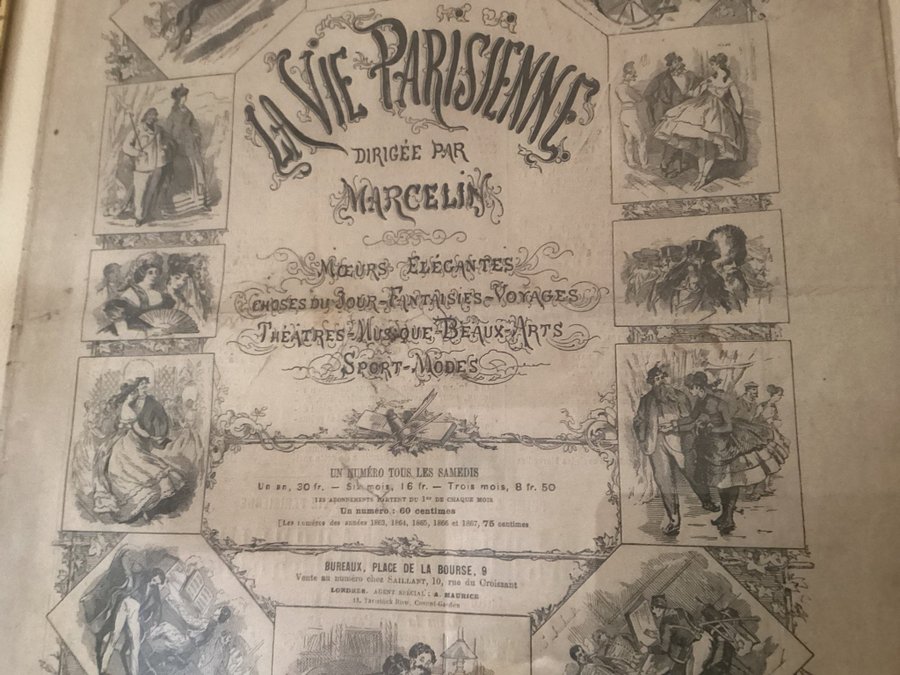 LA VIE PARISIENNE
DIRIGÉE PAR
MARCELIN
MŒURS ÉLÉGANTES
CHOSES DU JOUR-FANTAISIES-VOYAGES
THÉATRES-MUSIQUE-BEAUX-ARTS
SPORT-MODES
UN NUMÉRO TOUS LES SAMEDIS
Un an, 30 fr. — Six mois, 16 fr. — Trois mois, 8 fr. 50
LES ABONNEMENTS PARTENT DU 1er DE CHAQUE MOIS
Un numéro : 60 centimes
[Les numéros des années 1863, 1864, 1865, 1866 et 1867, 75 centimes
BUREAUX, PLACE DE LA BOURSE, 9
Vente au numéro chez SAILLANT, 10, rue du Croissant
LONDRES. AGENT SPÉCIAL : A. MAURICE
Tavistock Row, Covent-Garden